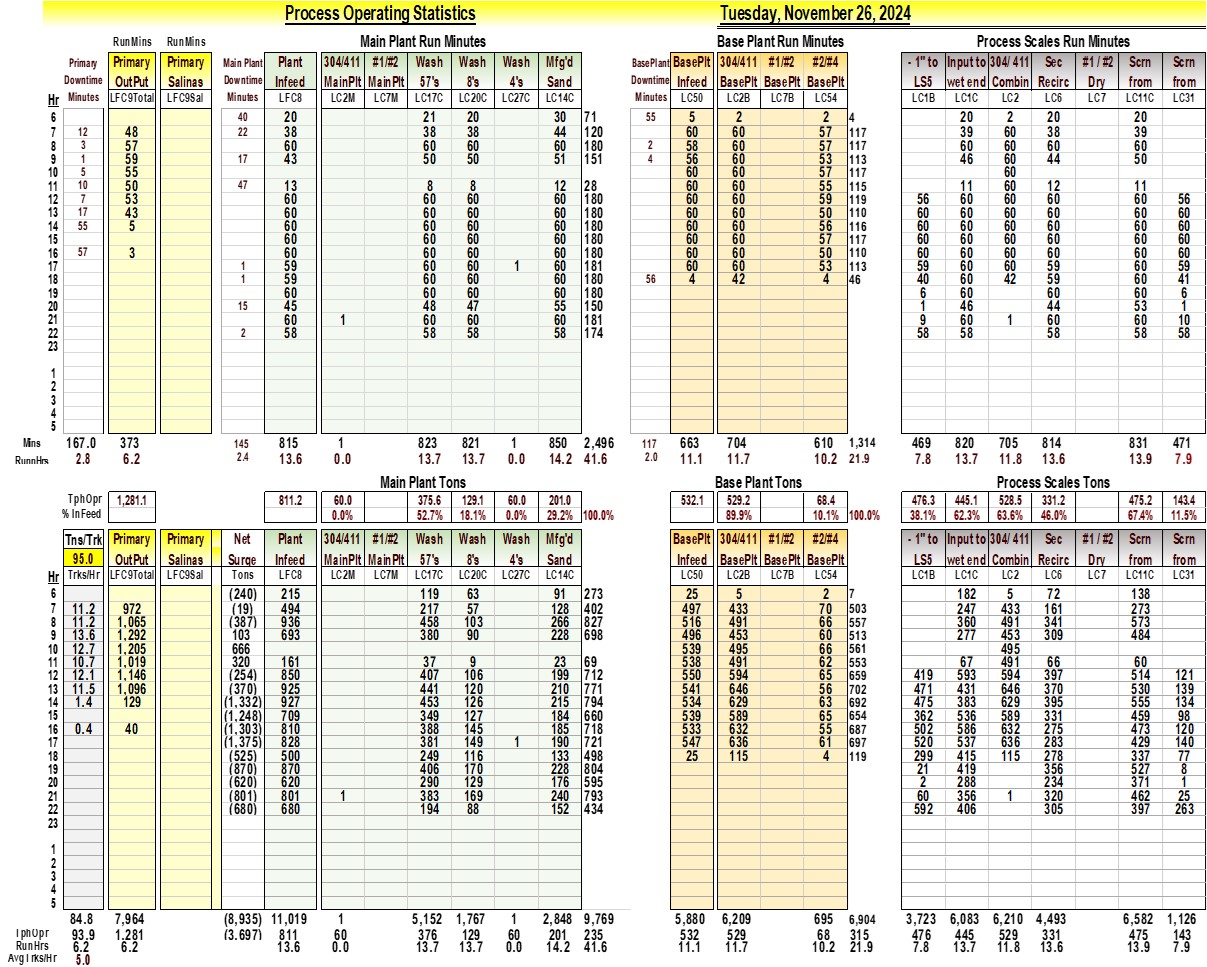 Process Operating Statistics Tuesday, November 26, 2024
RunMins RunMins Main Plant Run Minutes Base Plant Run Minutes Process Scales Run Minutes
Primary Primary Primary Main Plant Plant 304/411 #1/#2 Wash Wash Wash Mfg'd BasePlant BasePlt 304/411 #1/#2 #2/#4 - 1" to Input to 304/ 411 Sec #1 / #2 Scrn Scrn
Downtime OutPut Salinas Downtime Infeed MainPlt MainPlt 57's 8's 4's Sand Downtime Infeed BasePlt BasePlt BasePlt LS5 wet end Combin Recirc Dry from from
Hr Minutes LFC9Total LFC9Sal Minutes LFC8 LC2M LC7M LC17C LC20C LC27C LC14C Minutes LC50 LC2B LC7B LC54 LC1B LC1C LC2 LC6 LC7 LC11C LC31
6 40 20 21 20 30 71 55 5 2 2 4 20 2 20 20
7 12 48 22 38 38 38 44 120 60 60 57 117 39 60 38 39
8 3 57 60 60 60 60 180 2 58 60 57 117 60 60 60 60
9 1 59 17 43 50 50 51 151 4 56 60 53 113 46 60 44 50
10 5 55 60 60 57 117 60
11 10 50 47 13 8 8 12 28 60 60 55 115 11 60 12 11
12 7 53 60 60 60 60 180 60 60 59 119 56 60 60 60 60 56
13 17 43 60 60 60 60 180 60 60 50 110 60 60 60 60 60 60
14 55 5 60 60 60 60 180 60 60 56 116 60 60 60 60 60 60
15 60 60 60 60 180 60 60 57 117 60 60 60 60 60 60
16 57 3 60 60 60 60 180 60 60 50 110 60 60 60 60 60 60
17 1 59 60 60 1 60 181 60 60 53 113 59 60 60 59 60 59
18 1 59 60 60 60 180 56 4 42 4 46 40 60 42 59 60 41
19 60 60 60 60 180 6 60 60 60 6
20 15 45 48 47 55 150 1 46 44 53 1
21 60 1 60 60 60 181 9 60 1 60 60 10
22 2 58 58 58 58 174 58 58 58 58 58
23
1
2
3
4
5
Mins 167.0 373 145 815 1 823 821 1 850 2,496 117 663 704 610 1,314 469 820 705 814 831 471
RunnHrs 2.8 6.2 2.4 13.6 0.0 13.7 13.7 0.0 14.2 41.6 2.0 11.1 11.7 10.2 21.9 7.8 13.7 11.8 13.6 13.9 7.9
Main Plant Tons Base Plant Tons Process Scales Tons
TphOpr 1,281.1 811.2 60.0 375.6 129.1 60.0 201.0 532.1 529.2 68.4 476.3 445.1 528.5 331.2 475.2 143.4
% InFeed 0.0% 52.7% 18.1% 0.0% 29.2% 100.0% 89.9% 10.1% 100.0% 38.1% 62.3% 63.6% 46.0% 67.4% 11.5%
Tns/Trk Primary Primary Net Plant 304/411 #1/#2 Wash Wash Wash Mfg'd BasePlt 304/411 #1/#2 #2/#4 - 1" to Input to 304/ 411 Sec #1 / #2 Scrn Scrn
95.0 OutPut Salinas Surge Infeed MainPlt MainPlt 57's 8's 4's Sand Infeed BasePlt BasePlt BasePlt LS5 wet end Combin Recirc Dry from from
Hr Trks/Hr LFC9Total LFC9Sal Tons LFC8 LC2M LC7M LC17C LC20C LC27C LC14C LC50 LC2B LC7B LC54 LC1B LC1C LC2 LC6 LC7 LC11C LC31
6 (240) 215 119 63 91 273 25 5 2 7 182 5 72 138
7 11.2 972 (19) 494 217 57 128 402 497 433 70 503 247 433 161 273
8 11.2 1,065 (387) 936 458 103 266 827 516 491 66 557 360 491 341 573
9 13.6 1,292 103 693 380 90 228 698 496 453 60 513 277 453 309 484
10 12.7 1,205 666 539 495 66 561 495
11 10.7 1,019 320 161 37 9 23 69 538 491 62 553 67 491 66 60
12 12.1 1,146 (254) 850 407 106 199 712 550 594 65 659 419 593 594 397 514 121
13 11.5 1,096 (370) 925 441 120 210 771 541 646 56 702 471 431 646 370 530 139
14 1.4 129 (1,332) 927 453 126 215 794 534 629 63 692 475 383 629 395 555 134
15 (1,248) 709 349 127 184 660 539 589 65 654 362 536 589 331 459 98
16 0.4 40 (1,303) 810 388 145 185 718 533 632 55 687 502 586 632 275 473 120
17 (1,375) 828 381 149 1 190 721 547 636 61 697 520 537 636 283 429 140
18 (525) 500 249 116 133 498 25 115 4 119 299 415 115 278 337 77
19 (870) 870 406 170 228 804 21 419 356 527 8
20 (620) 620 290 129 176 595 2 288 234 371 1
21 (801) 801 1 383 169 240 793 60 356 1 320 462 25
22 (680) 680 194 88 152 434 592 406 305 397 263
23
1
2
3
4
5
84.8 7,964 (8,935) 11,019 1 5,152 1,767 1 2,848 9,769 5,880 6,209 695 6,904 3,723 6,083 6,210 4,493 6,582 1,126
TphOpr 93.9 1,281 (3,697) 811 60 376 129 60 201 235 532 529 68 315 476 445 529 331 475 143
RunHrs 6.2 6.2 13.6 0.0 13.7 13.7 0.0 14.2 41.6 11.1 11.7 10.2 21.9 7.8 13.7 11.8 13.6 13.9 7.9
AvgTrks/Hr 5.0